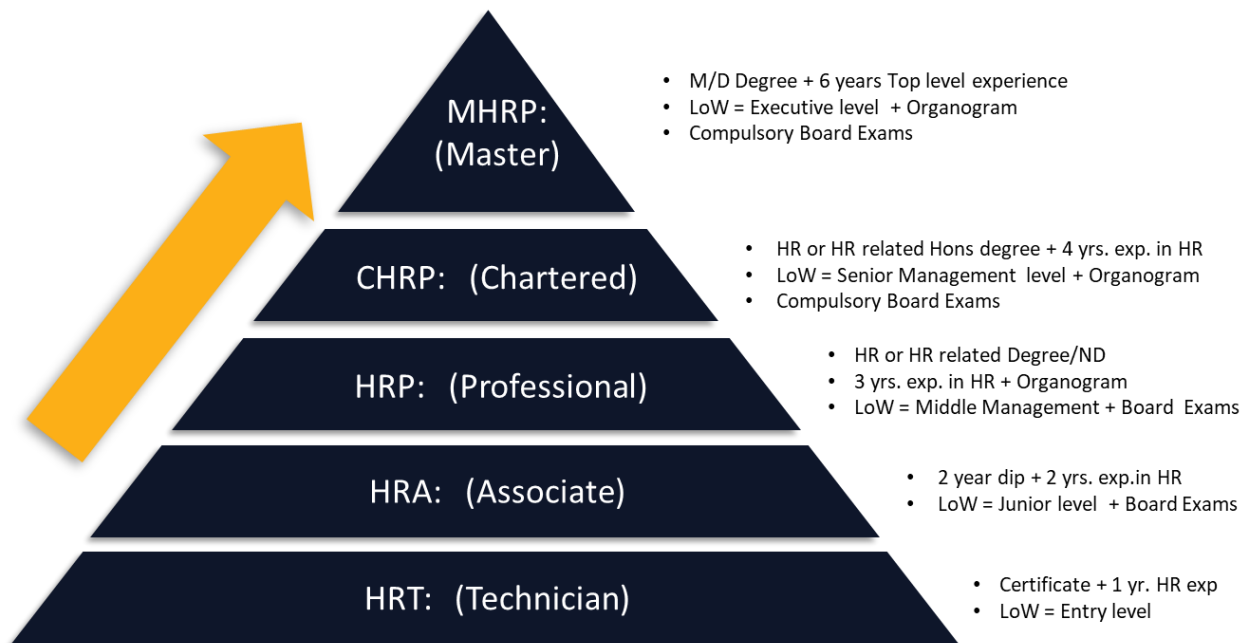 MHRP:
(Master)
• M/D Degree + 6 years Top level experience
• LoW = Executive level + Organogram
• Compulsory Board Exams
CHRP: (Chartered)
• HR or HR related Hons degree + 4 yrs. exp. in HR
• LoW = Senior Management level + Organogram
• Compulsory Board Exams
HRP: (Professional)
• HR or HR related Degree/ND
• 3 yrs. exp. in HR + Organogram
• LoW = Middle Management + Board Exams
HRA: (Associate)
• 2 year dip + 2 yrs. exp.in HR
• LoW = Junior level + Board Exams
HRT: (Technician)
• Certificate + 1 yr. HR exp
• LoW = Entry level